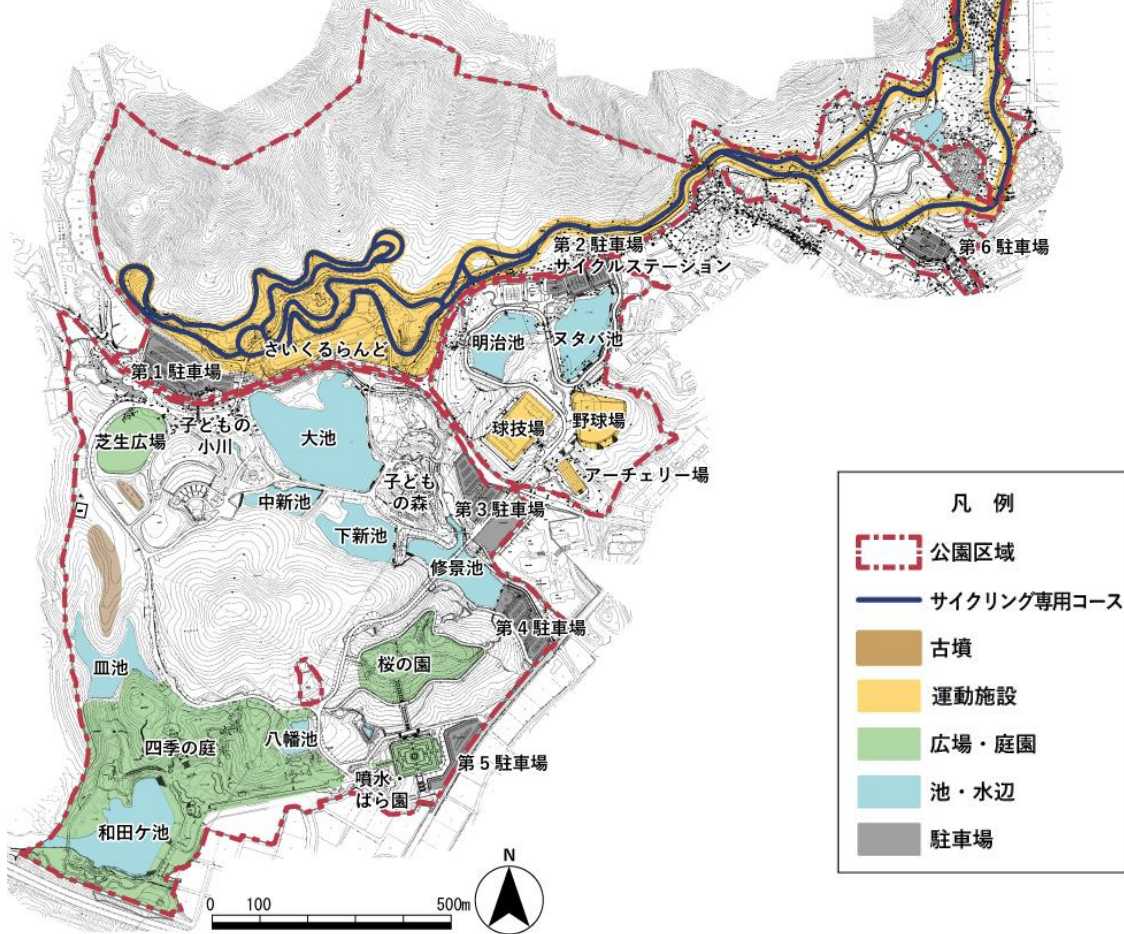 第2駐車場
サイクルステーション
第6駐車場
明治池
ヌタバ池
さいくるらんど
第1駐車場
芝生広場
子どもの
小川
大池
球技場
野球場
アーチェリー場
子ども
の森
第3駐車場
中新池
下新池
修景池
第4駐車場
皿池
桜の園
四季の庭
八幡池
第5駐車場
噴水・
ばら園
和田ケ池
0 100 500m
N
凡 例
公園区域
サイクリング専用コース
古墳
運動施設
広場・庭園
池・水辺
駐車場